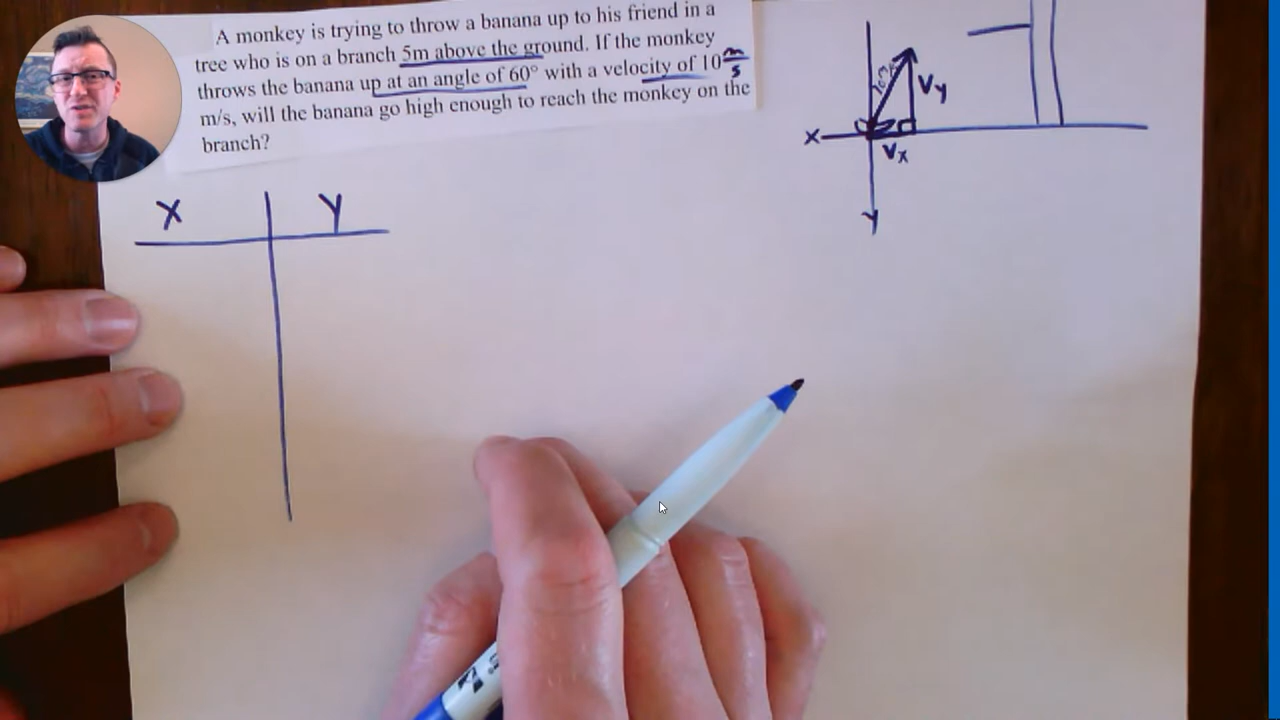 A monkey is trying to throw a banana up to his friend in a
tree who is on a branch 5m above the ground. If the monkey
throws the banana up at an angle of 60° with a velocity of 10 m/s
m/s, will the banana go high enough to reach the monkey on the
branch?
Vy
X
Vx
Y
X Y